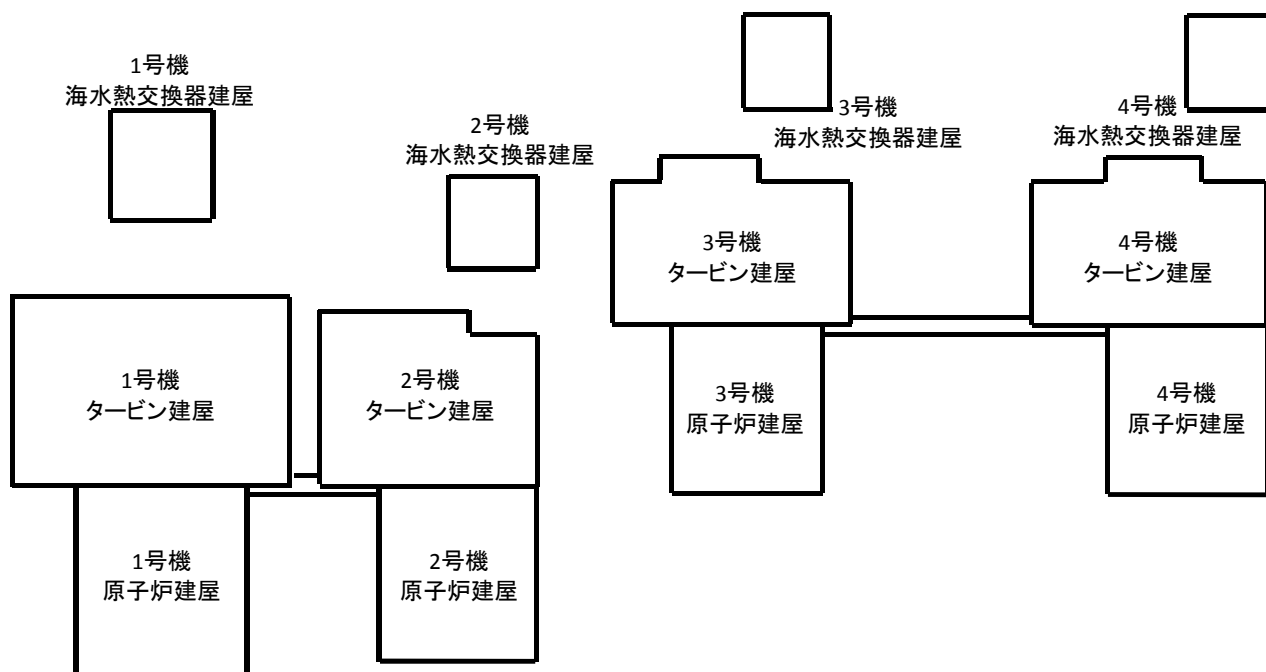 1号機
海水熱交換器建屋
2号機
海水熱交換器建屋
3号機
海水熱交換器建屋
4号機
海水熱交換器建屋
1号機
タービン建屋
2号機
タービン建屋
3号機
タービン建屋
4号機
タービン建屋
1号機
原子炉建屋
2号機
原子炉建屋
3号機
原子炉建屋
4号機
原子炉建屋